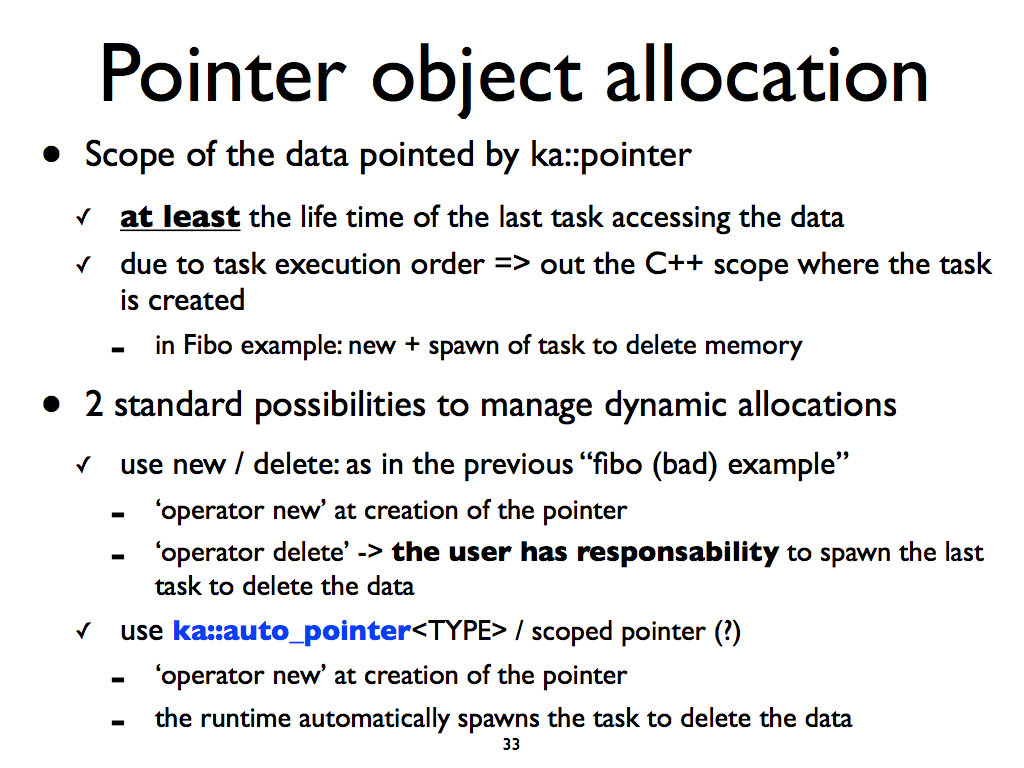 Pointer object allocation
• Scope of the data pointed by ka::pointer
✓ at least the life time of the last task accessing the data
✓ due to task execution order => out the C++ scope where the task
is created
- in Fibo example: new + spawn of task to delete memory
• 2 standard possibilities to manage dynamic allocations
✓ use new / delete: as in the previous “fibo (bad) example”
- ‘operator new’ at creation of the pointer
- ‘operator delete’ -> the user has responsability to spawn the last
task to delete the data
✓ use ka::auto_pointer<TYPE> / scoped pointer (?)
- ‘operator new’ at creation of the pointer
- the runtime automatically spawns the task to delete the data
33